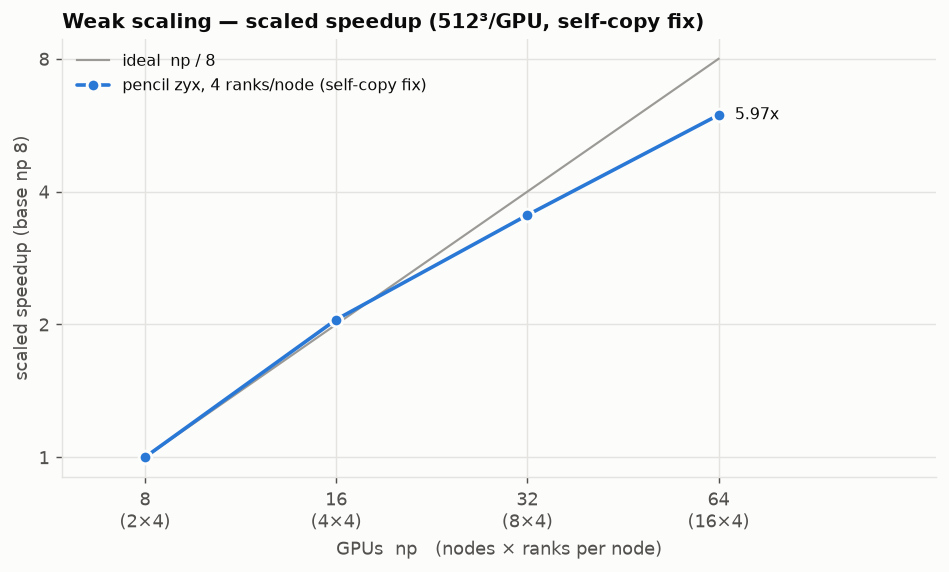 Weak scaling — scaled speedup (512³/GPU, self-copy fix)
ideal  np / 8
pencil zyx, 4 ranks/node (self-copy fix)
8
4
2
1
scaled speedup (base np 8)
5.97x
8 16 32 64
(2×4) (4×4) (8×4) (16×4)
GPUs  np   (nodes × ranks per node)